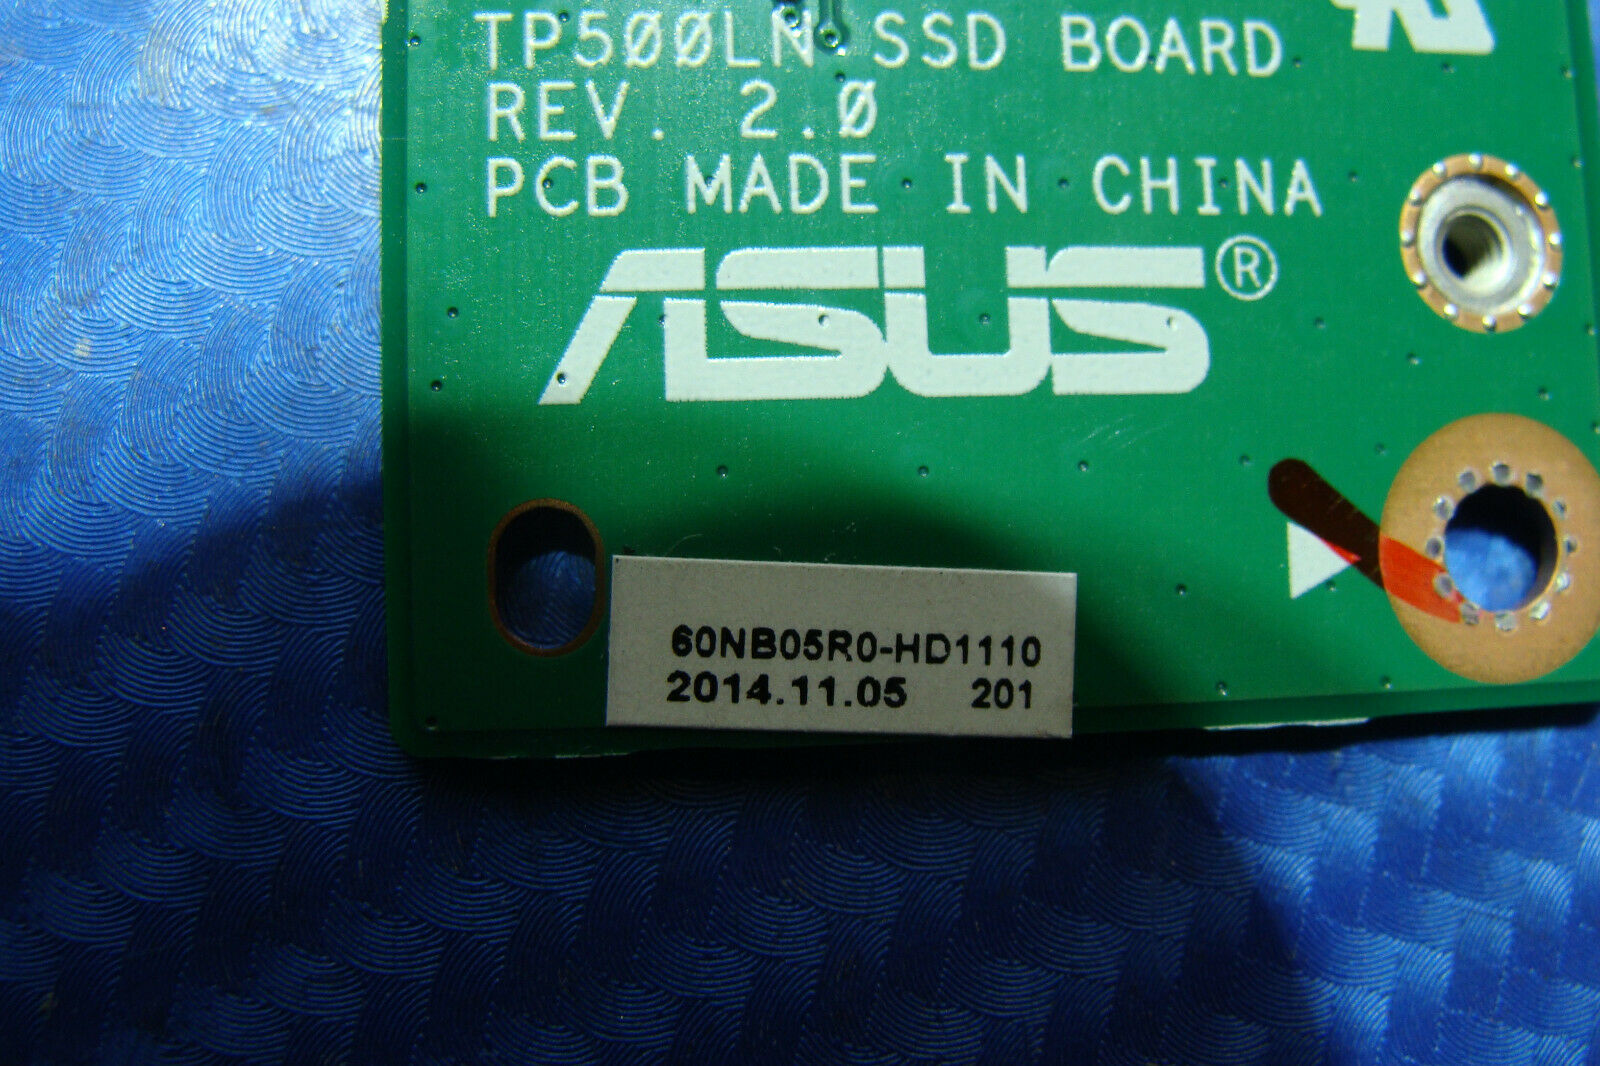 TP500LN SSD BOARD
REV. 2.0
PCB MADE IN CHINA
ASUS®
60NB05R0-HD1110
2014.11.05 201